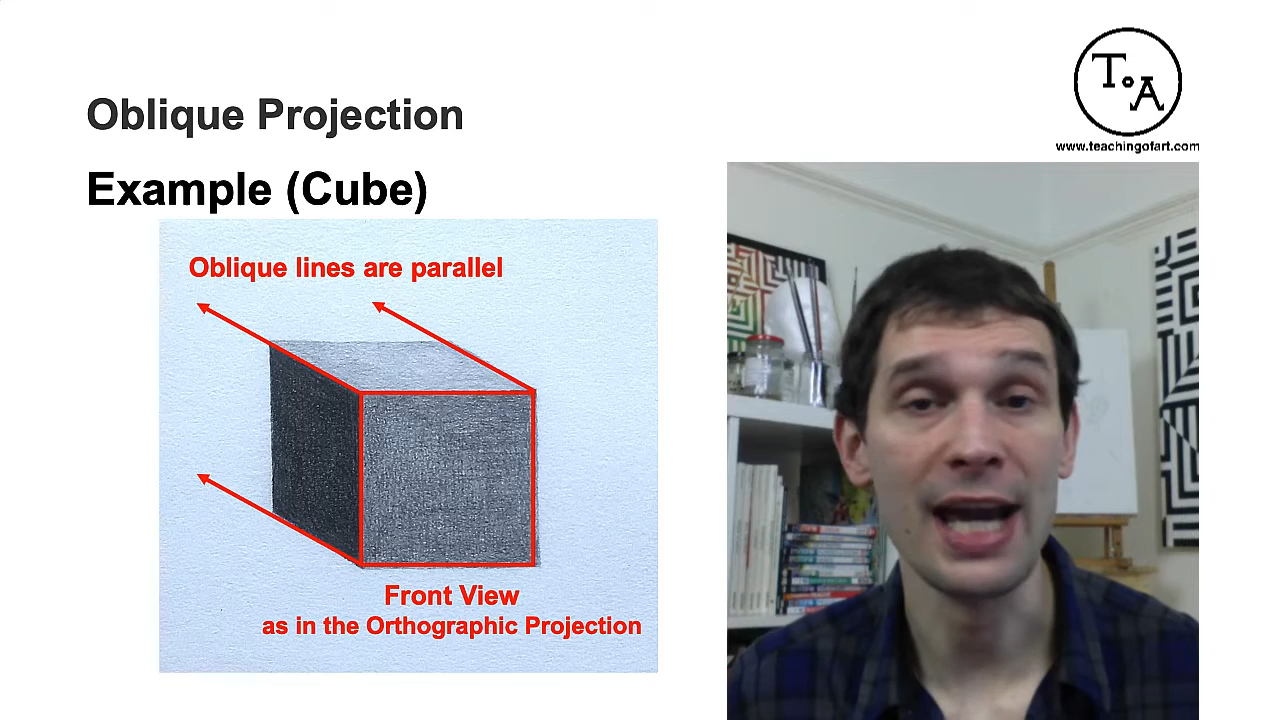 Oblique Projection
Example (Cube)
Oblique lines are parallel
Front View
as in the Orthographic Projection
T.A
www.teachingofart.com